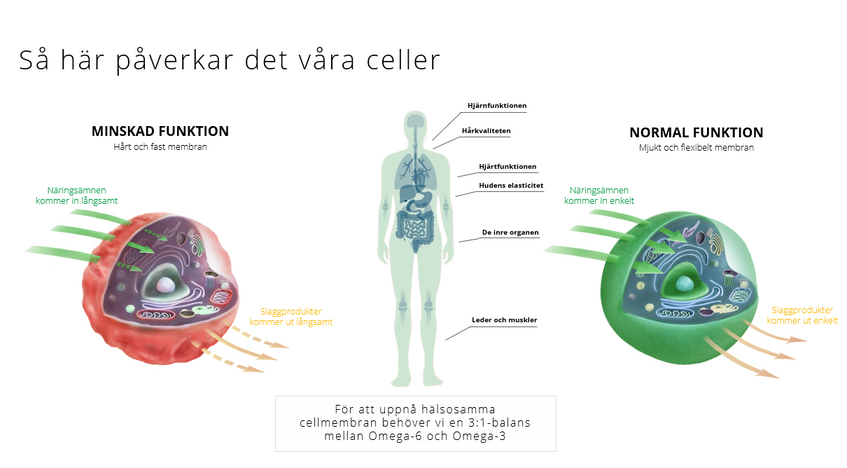 Så här påverkar det våra celler
MINSKAD FUNKTION
Hårt och fast membran
Näringsämnen
kommer in långsamt
Slaggprodukter
kommer ut långsamt
Hjärnfunktionen
Hårkvaliteten
Hjärtfunktionen
Hudens elasticitet
De inre organen
Leder och muskler
NORMAL FUNKTION
Mjukt och flexibelt membran
Näringsämnen
kommer in enkelt
Slaggprodukter
kommer ut enkelt
För att uppnå hälsosamma
cellmembran behöver vi en 3:1-balans
mellan Omega-6 och Omega-3